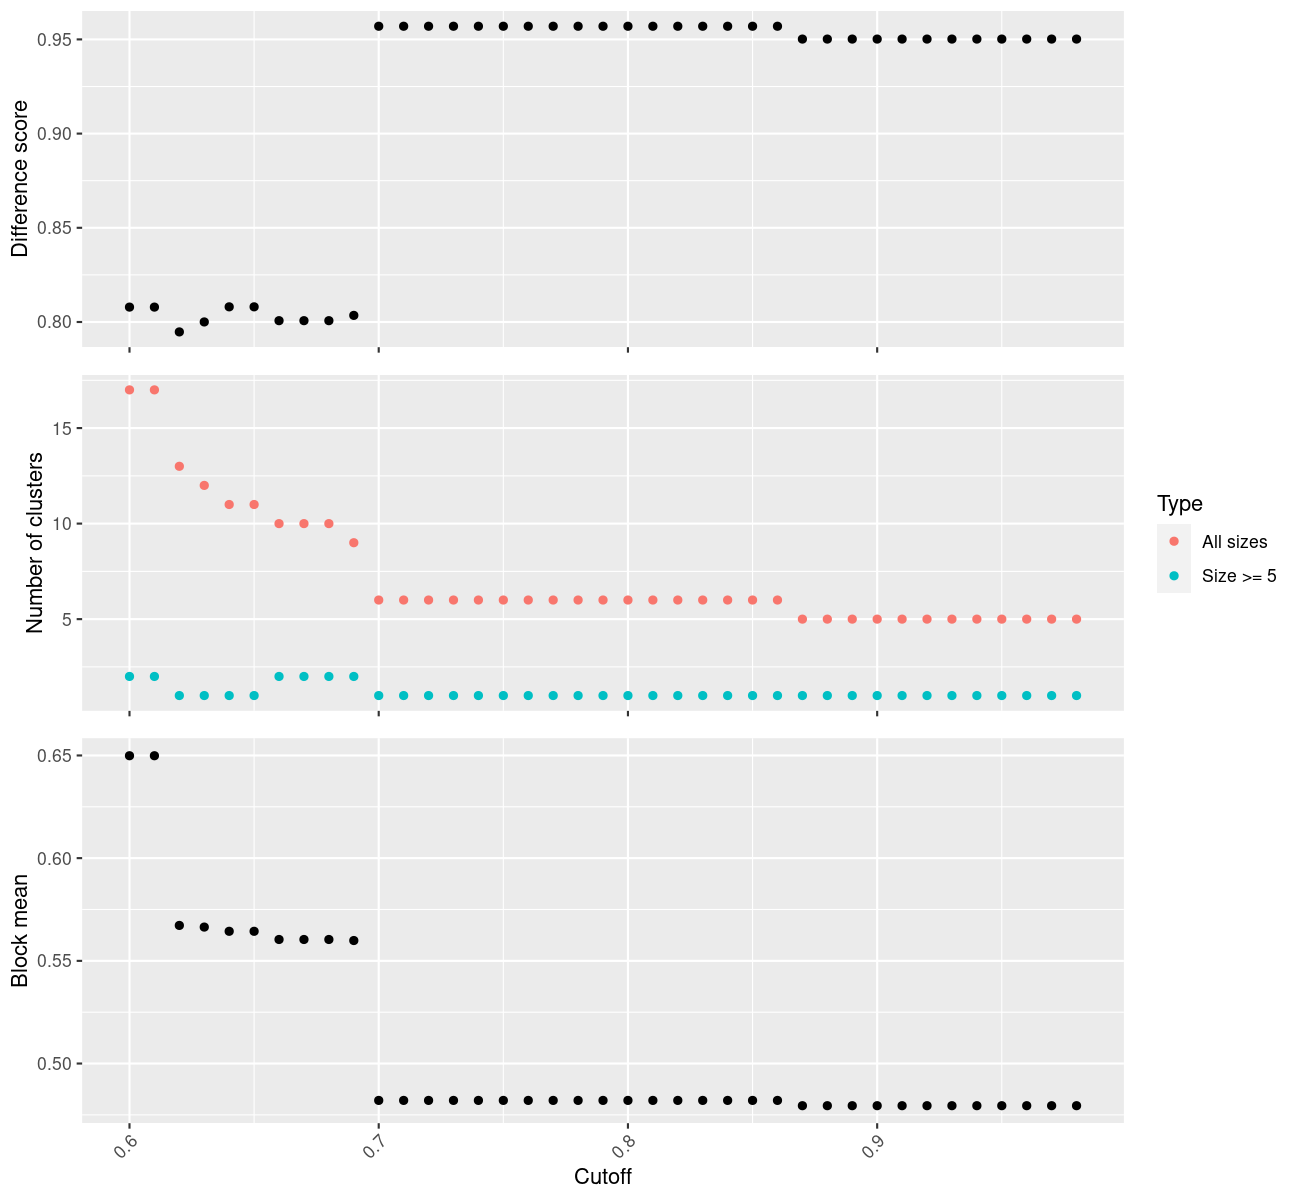 Difference score
0.95
0.90
0.85
0.80
Number of clusters
15
10
5
Type
All sizes
Size >= 5
Block mean
0.65
0.60
0.55
0.50
0.6
0.7
0.8
0.9
Cutoff